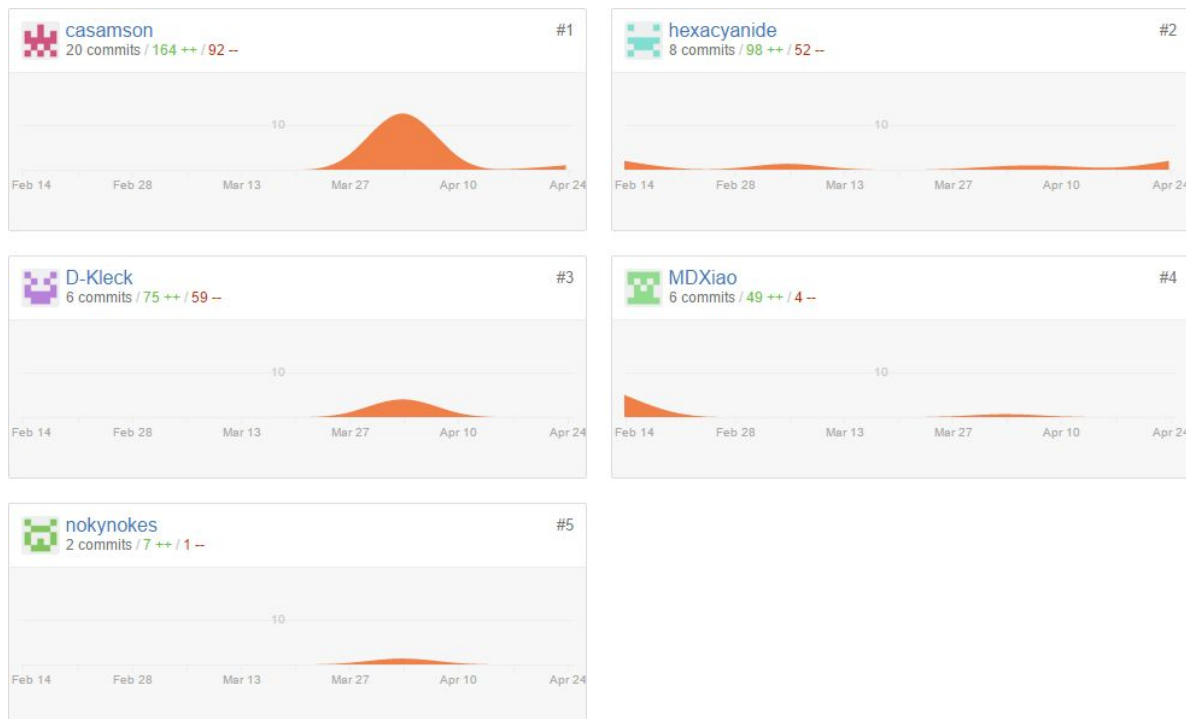 casamson #1
20 commits / 164 ++ / 92 --
10
Feb 14 Feb 28 Mar 13 Mar 27 Apr 10 Apr 24
hexacyanide #2
8 commits / 98 ++ / 52 --
10
Feb 14 Feb 28 Mar 13 Mar 27 Apr 10 Apr 24
D-Kleck #3
6 commits / 75 ++ / 59 --
10
Feb 14 Feb 28 Mar 13 Mar 27 Apr 10 Apr 24
MDXiao #4
6 commits / 49 ++ / 4 --
10
Feb 14 Feb 28 Mar 13 Mar 27 Apr 10 Apr 24
nokynokes #5
2 commits / 7 ++ / 1 --
10
Feb 14 Feb 28 Mar 13 Mar 27 Apr 10 Apr 24